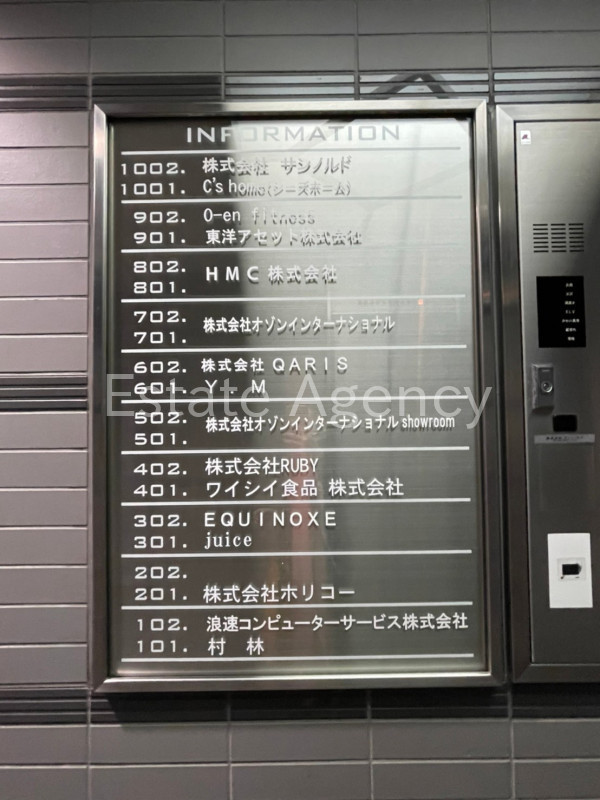 INFORMATION
1002. 株式会社 サシノルド
1001. C's home(シーズホーム)
902. O-en fitness
901. 東洋アセット株式会社
802.
801. HMC 株式会社
702.
701. 株式会社オゾンインターナショナル
602. 株式会社 QARIS
601. Y.M
Estate Agency
502. 株式会社オゾンインターナショナル showroom
501.
402. 株式会社RUBY
401. ワイシイ食品 株式会社
302. EQUINOXE
301. juice
202.
201. 株式会社ホリコー
102. 浪速コンピューターサービス株式会社
101. 村 林